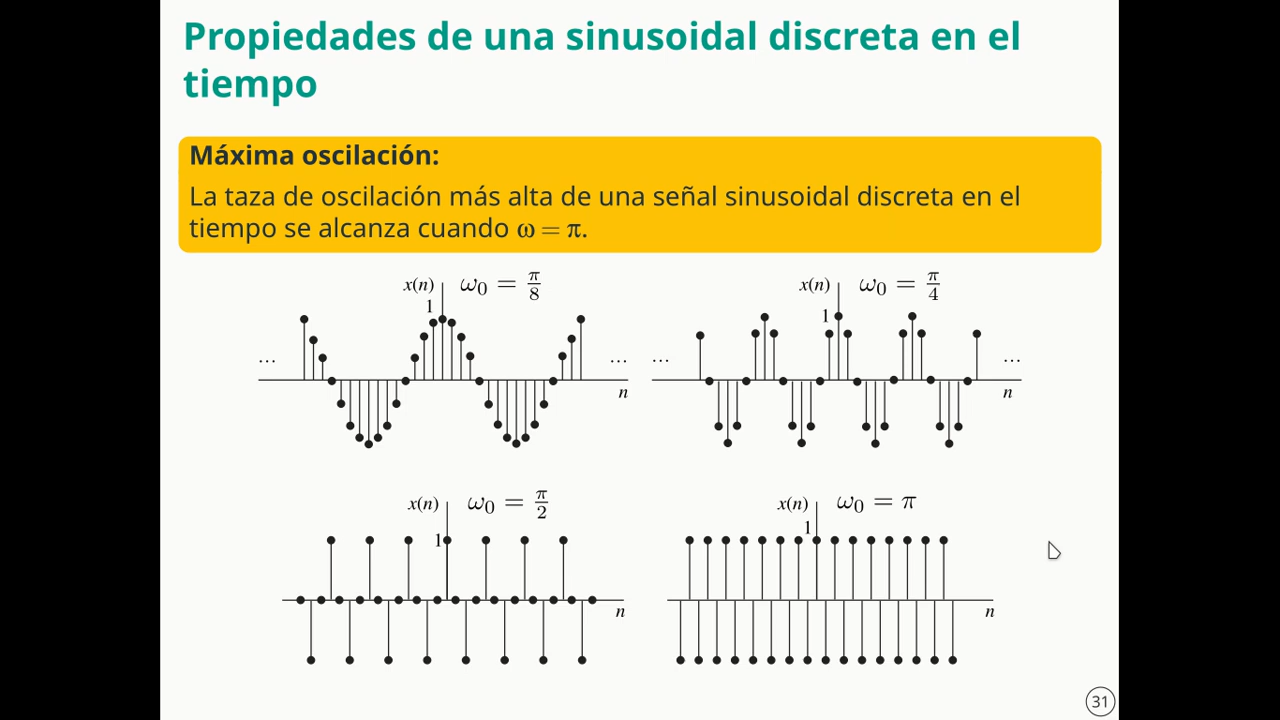 Propiedades de una sinusoidal discreta en el
tiempo
Máxima oscilación:
La taza de oscilación más alta de una señal sinusoidal discreta en el
tiempo se alcanza cuando ω = π.
x(n) ω₀ = π/8
1
... ...
n
x(n) ω₀ = π/4
1
... ...
n
x(n) ω₀ = π/2
1
n
x(n) ω₀ = π
1
n
31